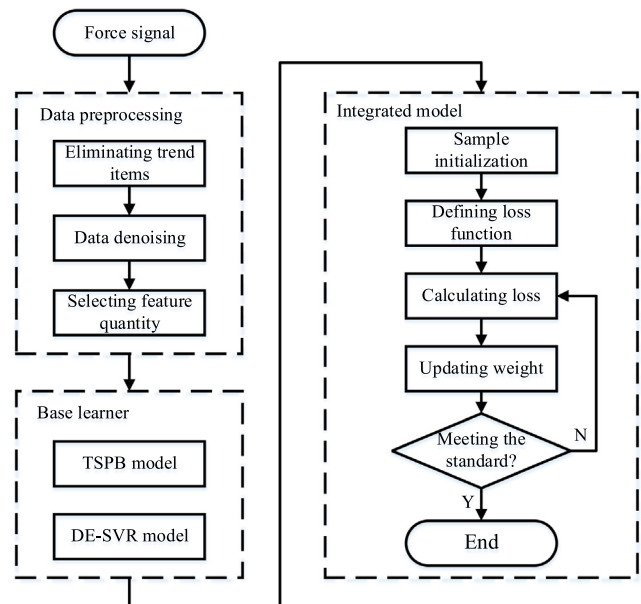 Force signal
Data preprocessing
Eliminating trend
items
Data denoising
Selecting feature
quantity
Base learner
TSPB model
DE-SVR model
Integrated model
Sample
initialization
Defining loss
function
Calculating loss
Updating weight
Meeting the
standard?
N
Y
End